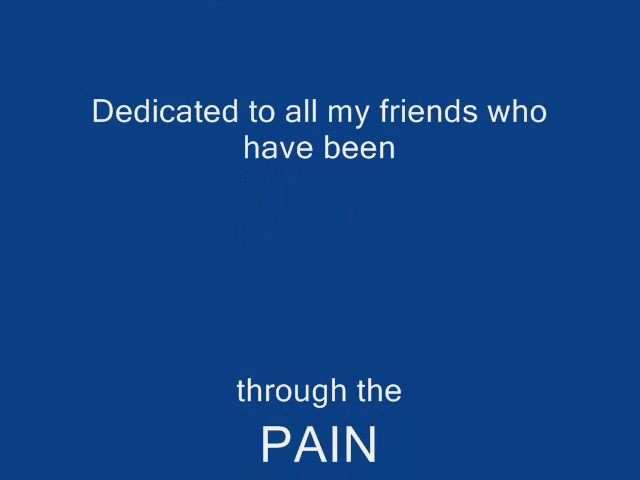 Dedicated to all my friends who
have been
through the
PAIN